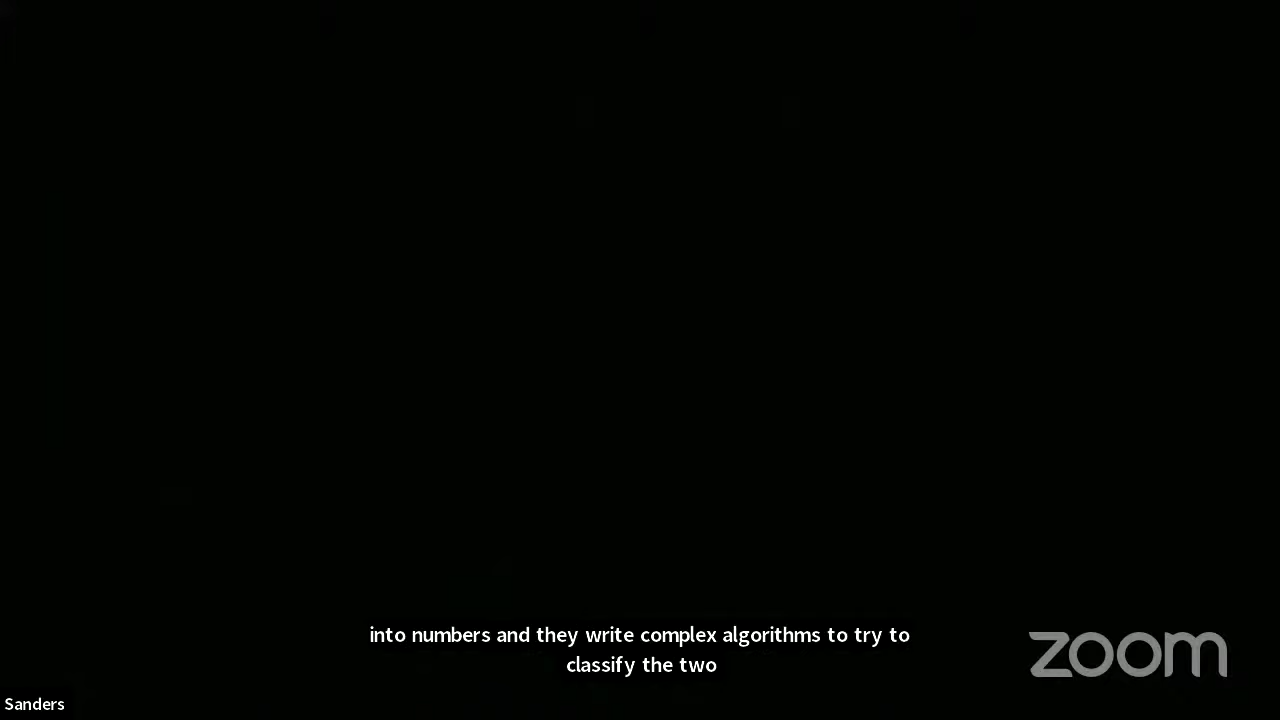 into numbers and they write complex algorithms to try to
classify the two
zoom
Sanders